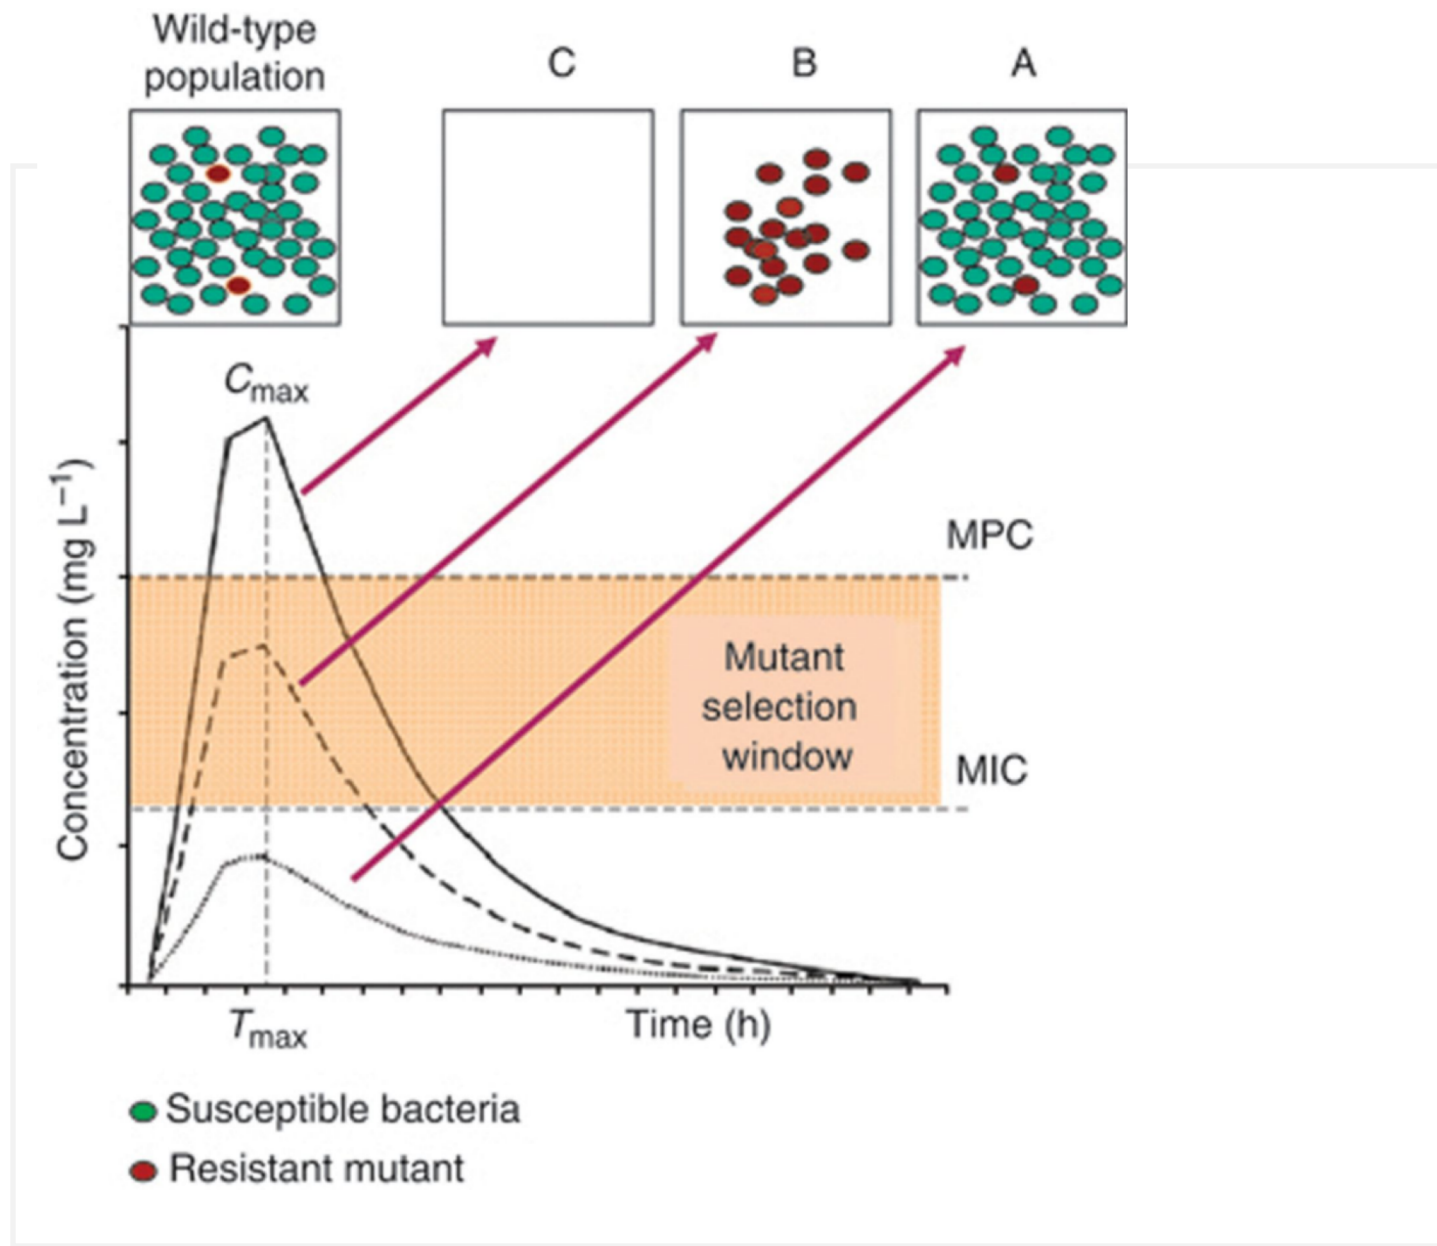 Wild-type
population
C
B
A
Cmax
Concentration (mg L⁻¹)
MPC
Mutant
selection
window
MIC
Tmax
Time (h)
Susceptible bacteria
Resistant mutant